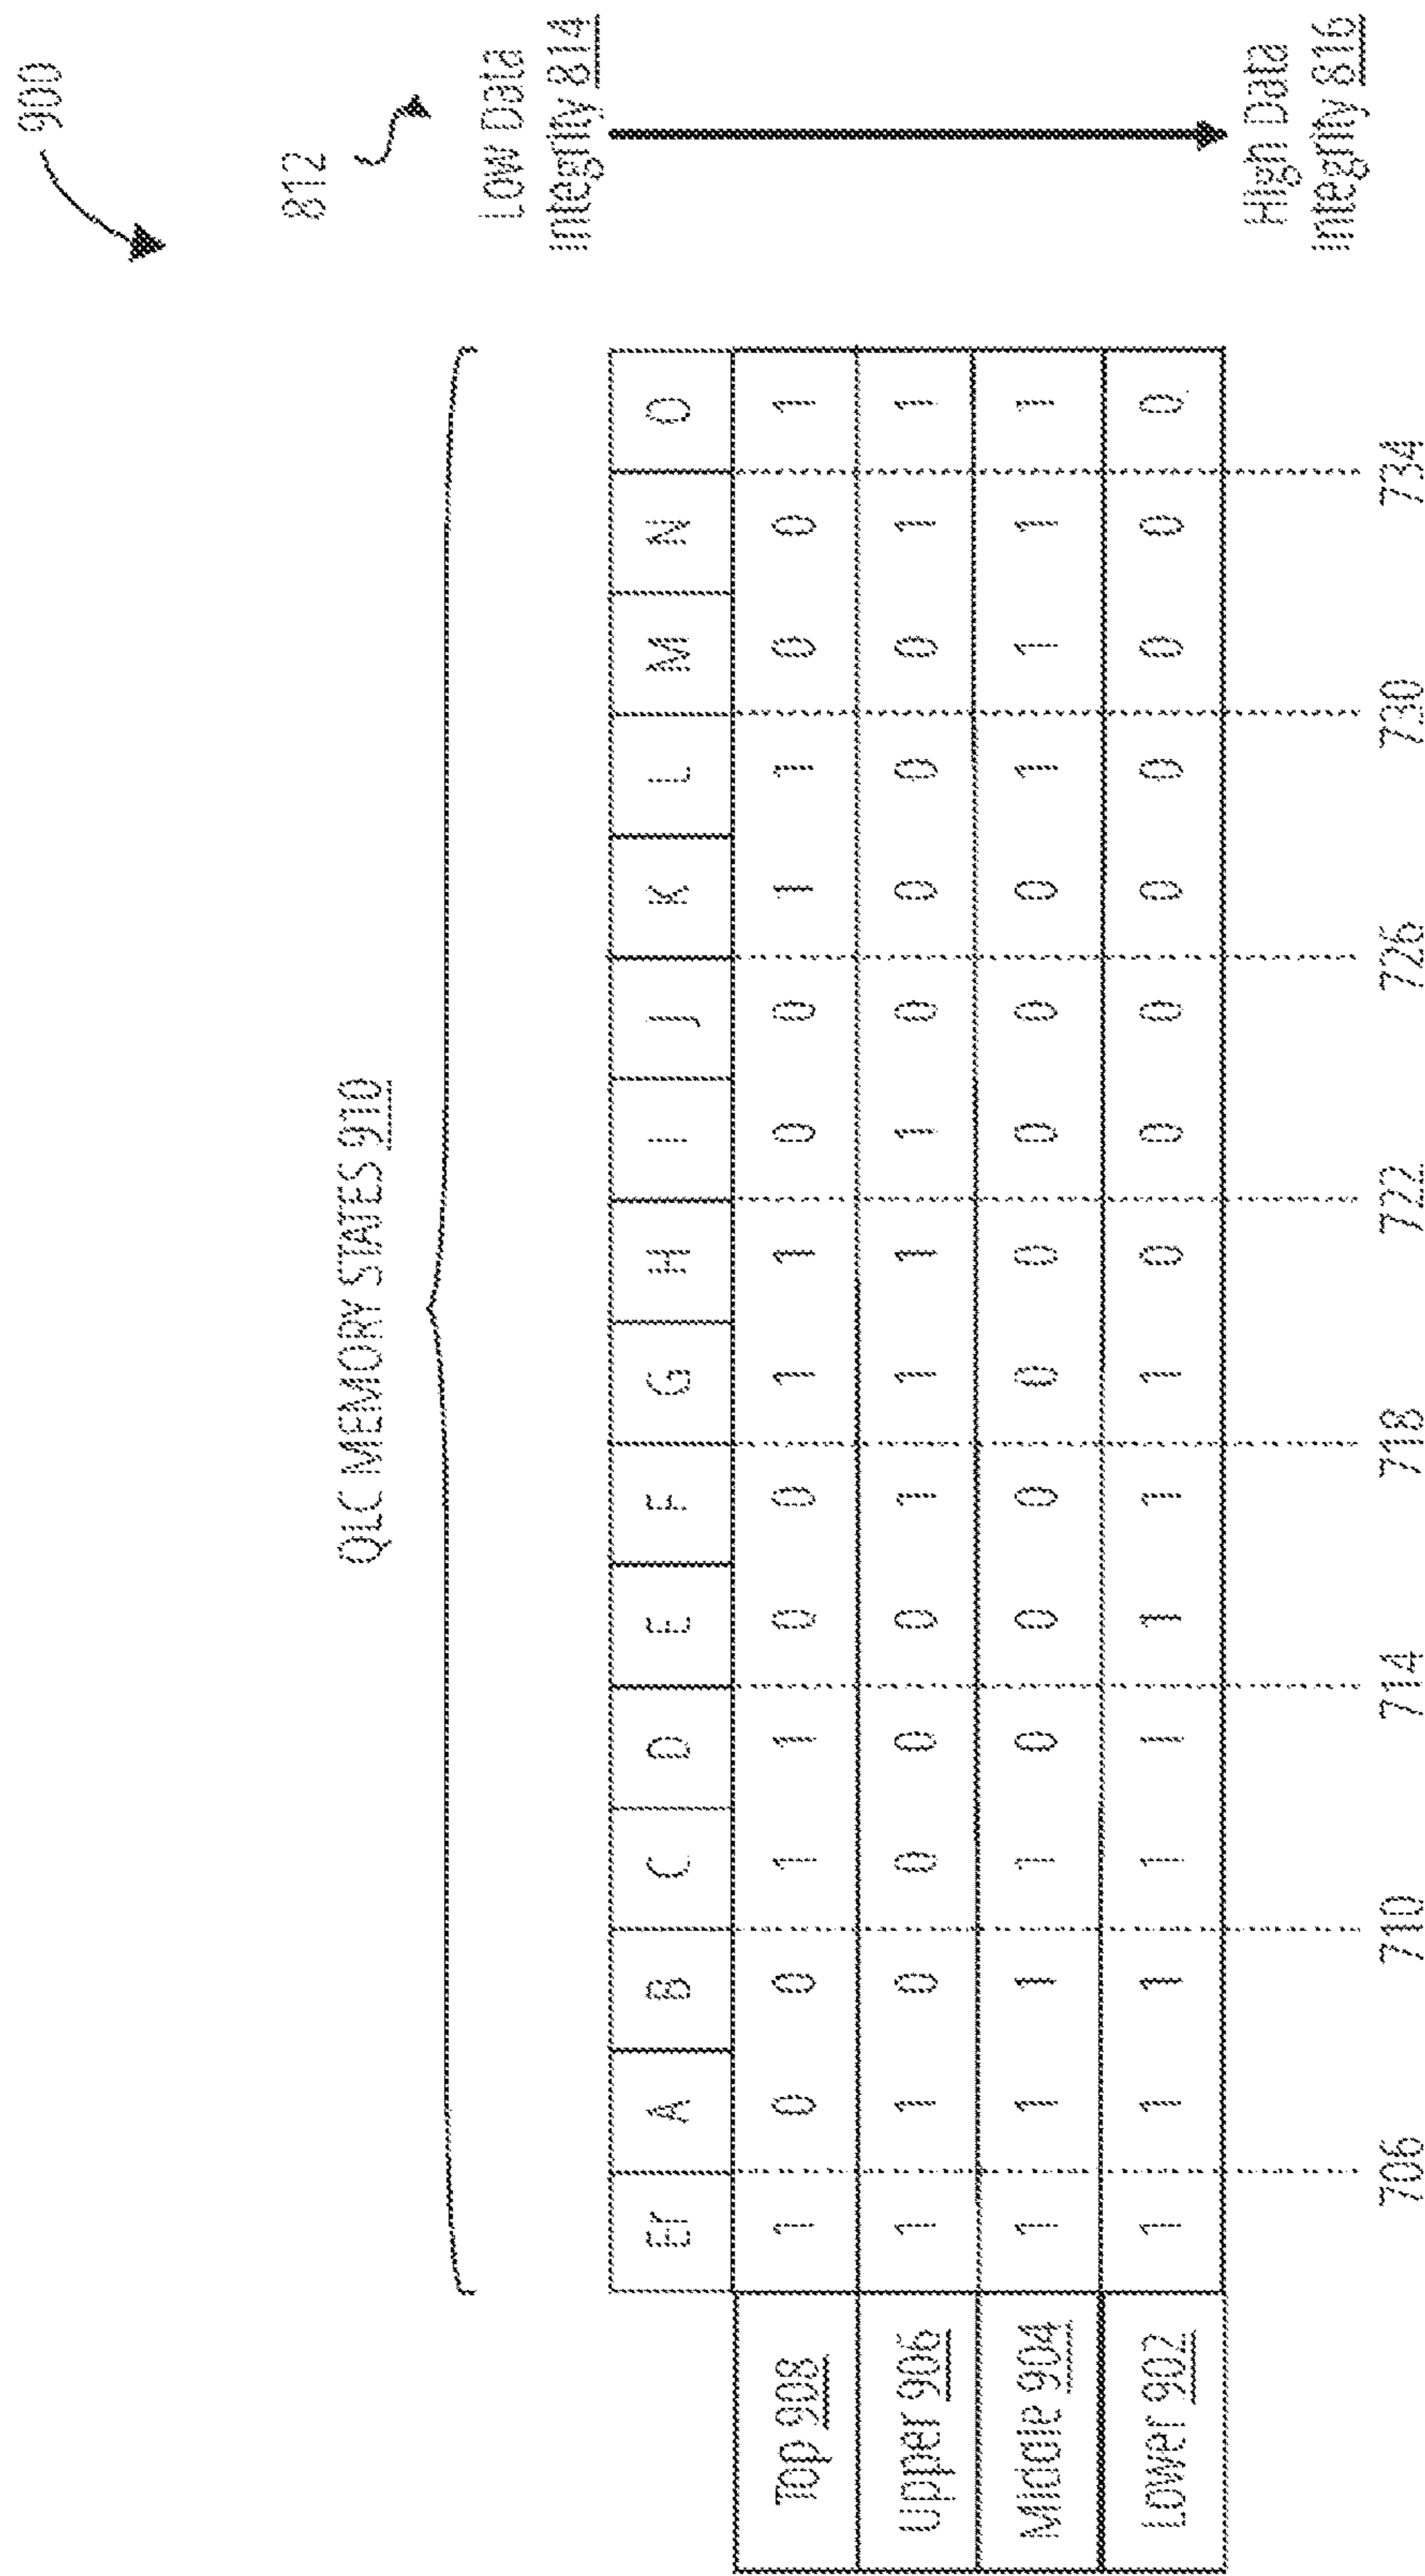 900
812
QLC MEMORY STATES 910
Low Data
Integrity 814
Er A B C D E F G H I J K L M N O
Top 908 1 0 0 1 1 0 0 1 1 0 0 1 1 0 0 1
Upper 906 1 1 0 0 0 0 1 1 1 1 0 0 0 0 1 1
Middle 904 1 1 1 1 0 0 0 0 0 0 0 0 1 1 1 1
Lower 902 1 1 1 1 1 1 1 1 0 0 0 0 0 0 0 0
High Data
Integrity 816
706 710 714 718 722 726 730 734